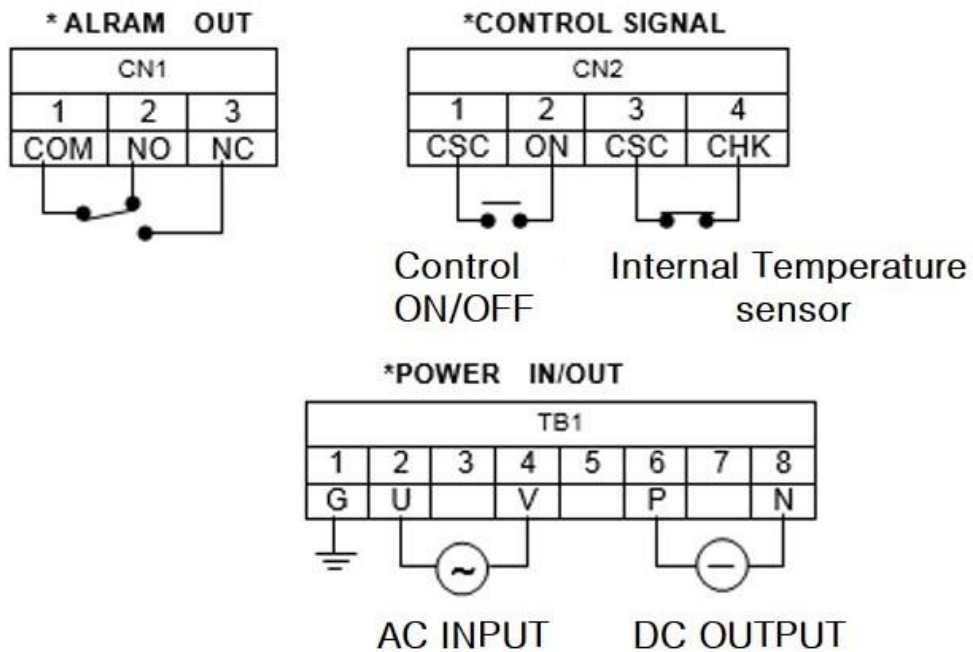 * ALRAM OUT
CN1
1 2 3
COM NO NC
*CONTROL SIGNAL
CN2
1 2 3 4
CSC ON CSC CHK
Control
ON/OFF
Internal Temperature
sensor
*POWER IN/OUT
TB1
1 2 3 4 5 6 7 8
G U V P N
AC INPUT
DC OUTPUT